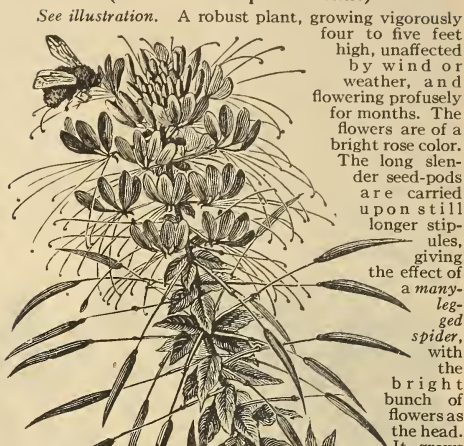 See illustration. A robust plant, growing vigorously
four to five feet
high, unaffected
by wind or
weather, and
flowering profusely
for months. The
flowers are of a
bright rose color.
The long slen-
der seed-pods
are carried
upon still
longer stip-
ules,
giving
the effect of
a many-
leg-
ged
spider,
with
the
bright
bunch of
flowers as
the head.